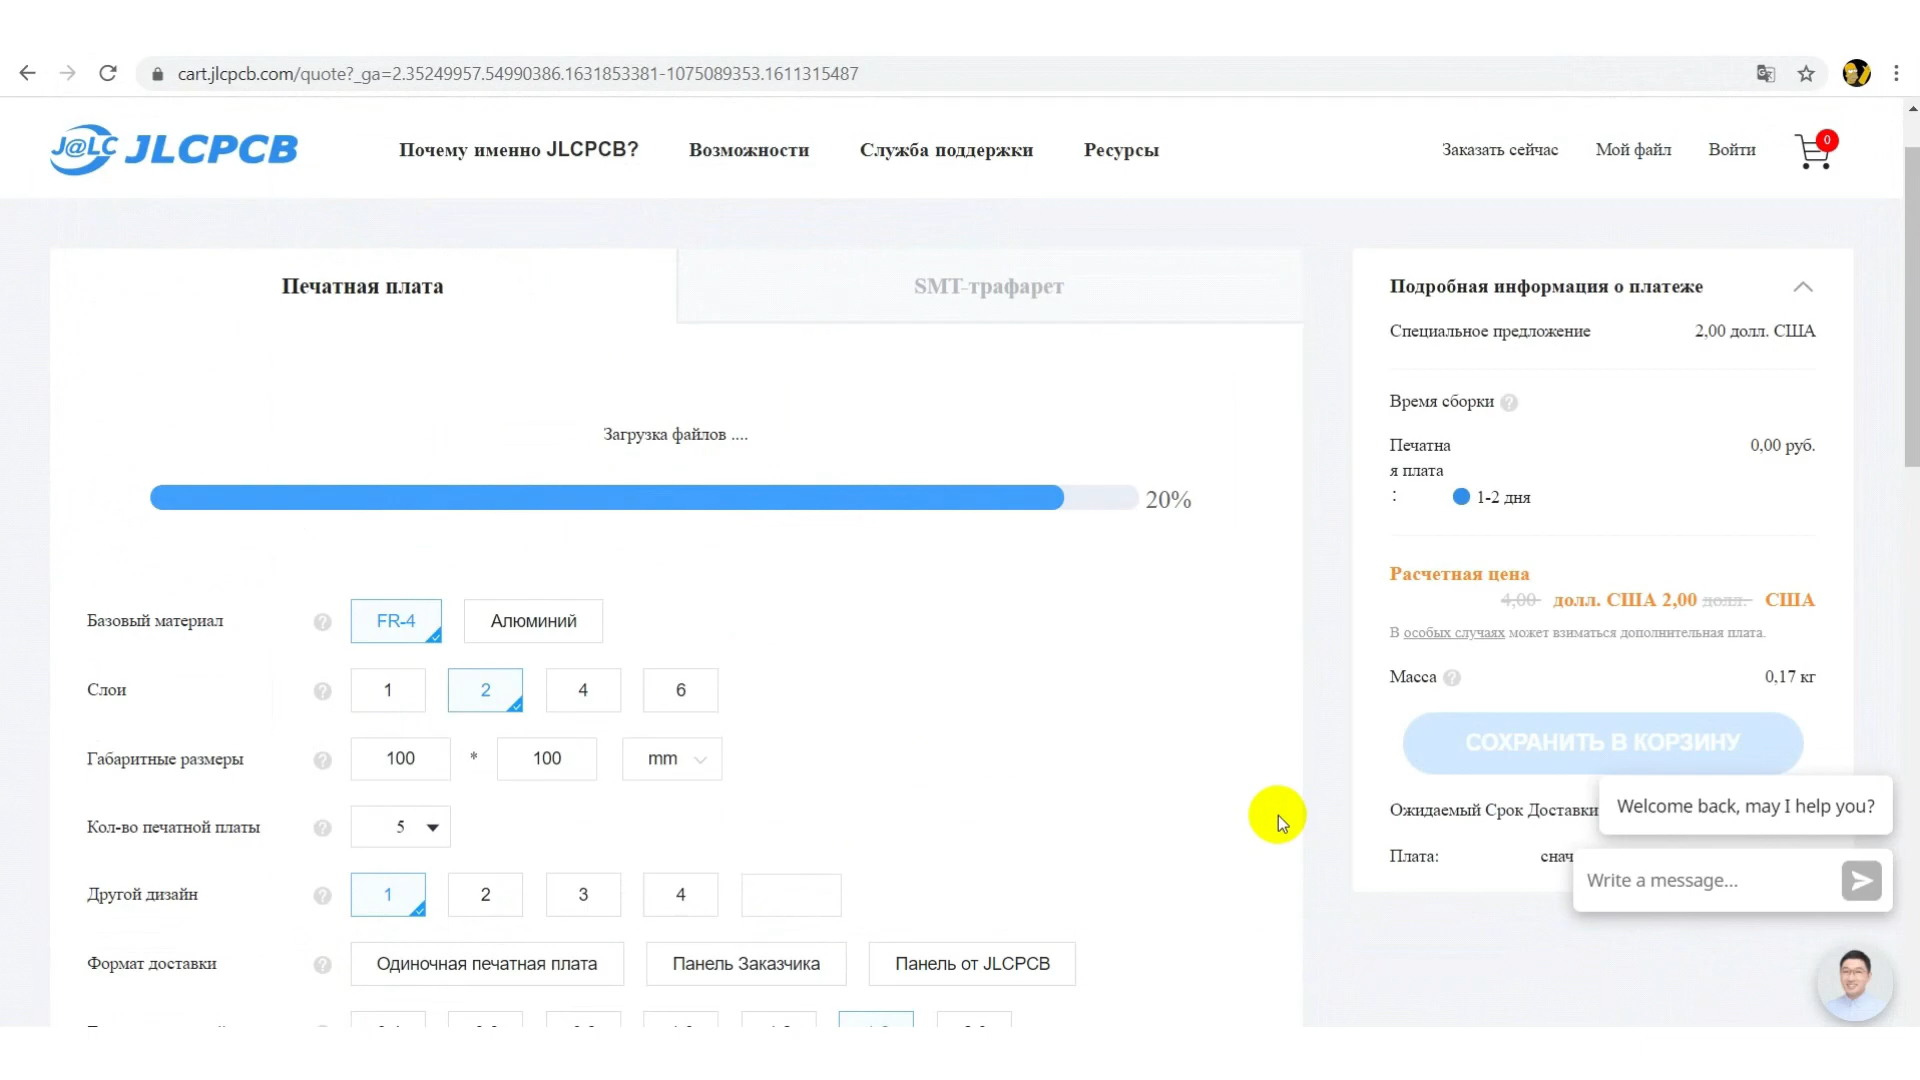 cart.jlcpcb.com/quote?_ga=2.35249957.54990386.1631853381-1075089353.1611315487
J@LC JLCPCB
Почему именно JLCPCB?
Возможности
Служба поддержки
Ресурсы
Заказать сейчас
Мой файл
Войти
0
Печатная плата
SMT-трафарет
Загрузка файлов ....
20%
Базовый материал ? FR-4 Алюминий
Слои ? 1 2 4 6
Габаритные размеры ? 100 * 100 mm
Кол-во печатной платы ? 5
Другой дизайн ? 1 2 3 4
Формат доставки ? Одиночная печатная плата Панель Заказчика Панель от JLCPCB
Подробная информация о платеже
Специальное предложение 2,00 долл. США
Время сборки ?
Печатна 0,00 руб.
я плата
: 1-2 дня
Расчетная цена
4,00 долл. США 2,00 долл. США
В особых случаях может взиматься дополнительная плата.
Масса ? 0,17 кг
СОХРАНИТЬ В КОРЗИНУ
Ожидаемый Срок Доставки
Плата: снач
Welcome back, may I help you?
Write a message...